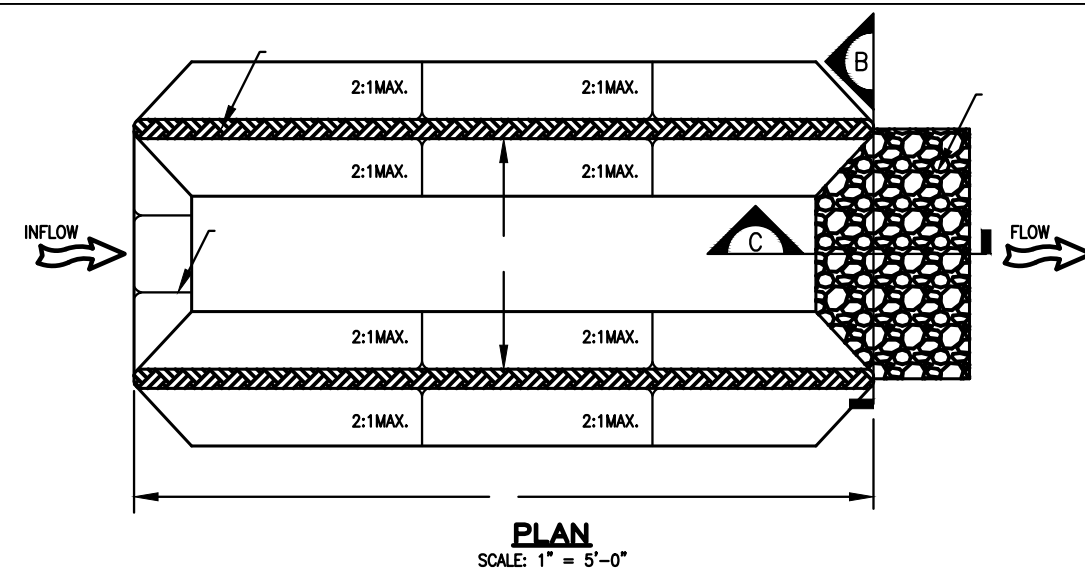 B
2:1MAX. 2:1MAX.
2:1MAX. 2:1MAX.
INFLOW
C
FLOW
2:1MAX. 2:1MAX.
2:1MAX. 2:1MAX.
PLAN
SCALE: 1" = 5'-0"